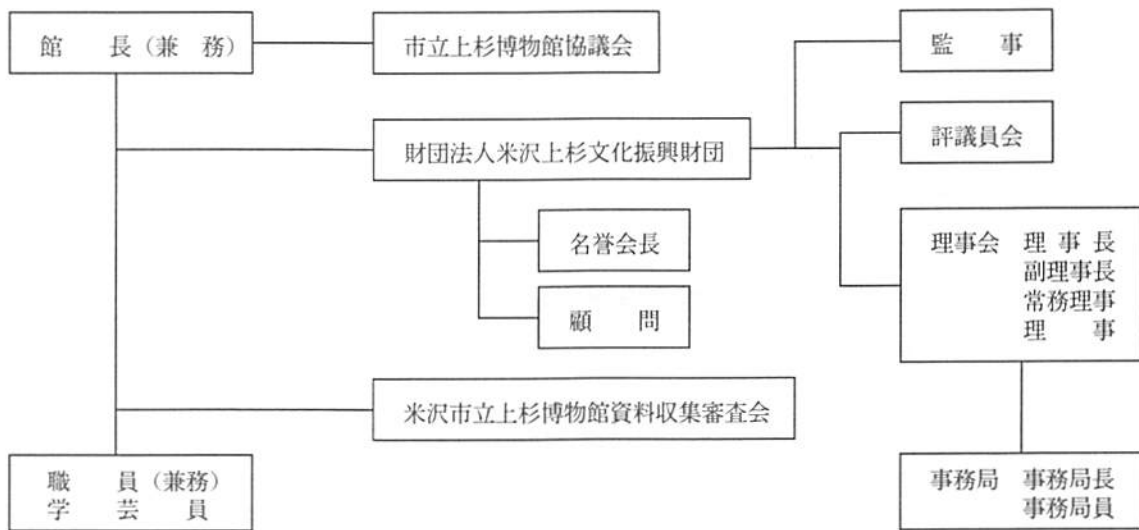 館　長（兼　務）
市立上杉博物館協議会
監　事
財団法人米沢上杉文化振興財団
評議員会
名誉会長
顧　問
理事会　理 事 長
副理事長
常務理事
理　　事
米沢市立上杉博物館資料収集審査会
職　員（兼務）
学　芸　員
事務局　事務局長
事務局員